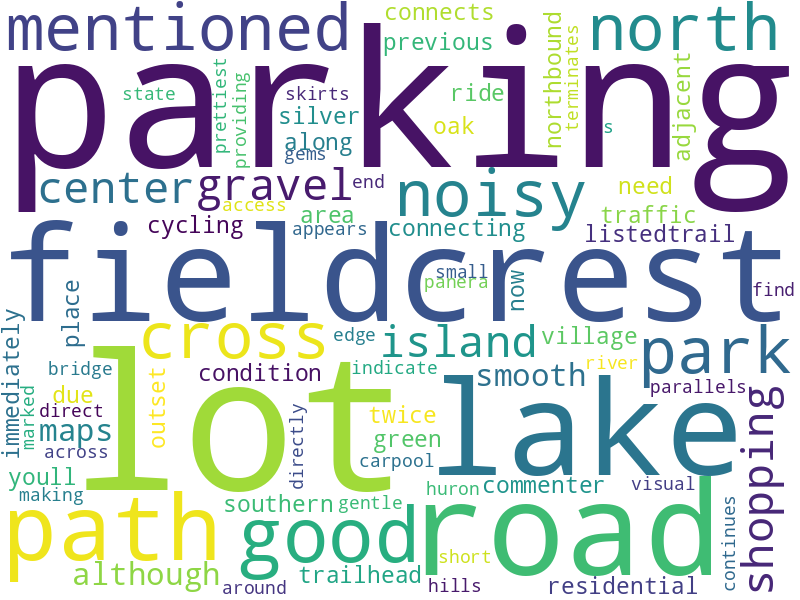 mentioned connects north
previous northbound terminates
parking
state prettiest providing skirts ride adjacent
silver oak s
along
gems
center gravel end noisy need
access area traffic
cycling appears connecting listedtrail
fieldcrest
small panera now find
place immediately cross edge island village park
bridge condition indicate smooth river
due outset lot lake parallels
marked direct maps twice shopping
across directly green
youll carpool
making huron commenter visual
path southern gentle good road continues
short
although trailhead
around hills residential